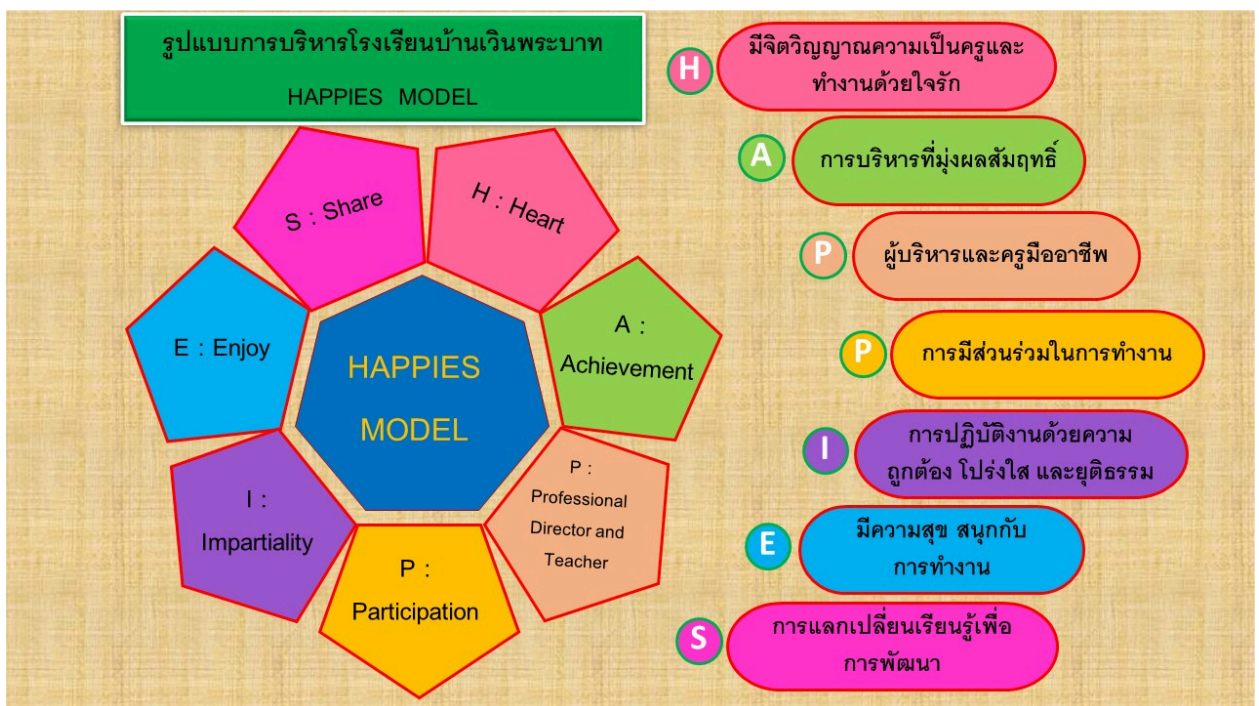 รูปแบบการบริหารโรงเรียนบ้านเวินพระบาท
HAPPIES MODEL
S : Share
H : Heart
E : Enjoy
A :
Achievement
HAPPIES
MODEL
I :
Impartiality
P :
Professional
Director and
Teacher
P :
Participation
H
มีจิตวิญญาณความเป็นครูและ
ทำงานด้วยใจรัก
A
การบริหารที่มุ่งผลสัมฤทธิ์
P
ผู้บริหารและครูมืออาชีพ
P
การมีส่วนร่วมในการทำงาน
I
การปฏิบัติงานด้วยความ
ถูกต้อง โปร่งใส และยุติธรรม
E
มีความสุข สนุกกับ
การทำงาน
S
การแลกเปลี่ยนเรียนรู้เพื่อ
การพัฒนา